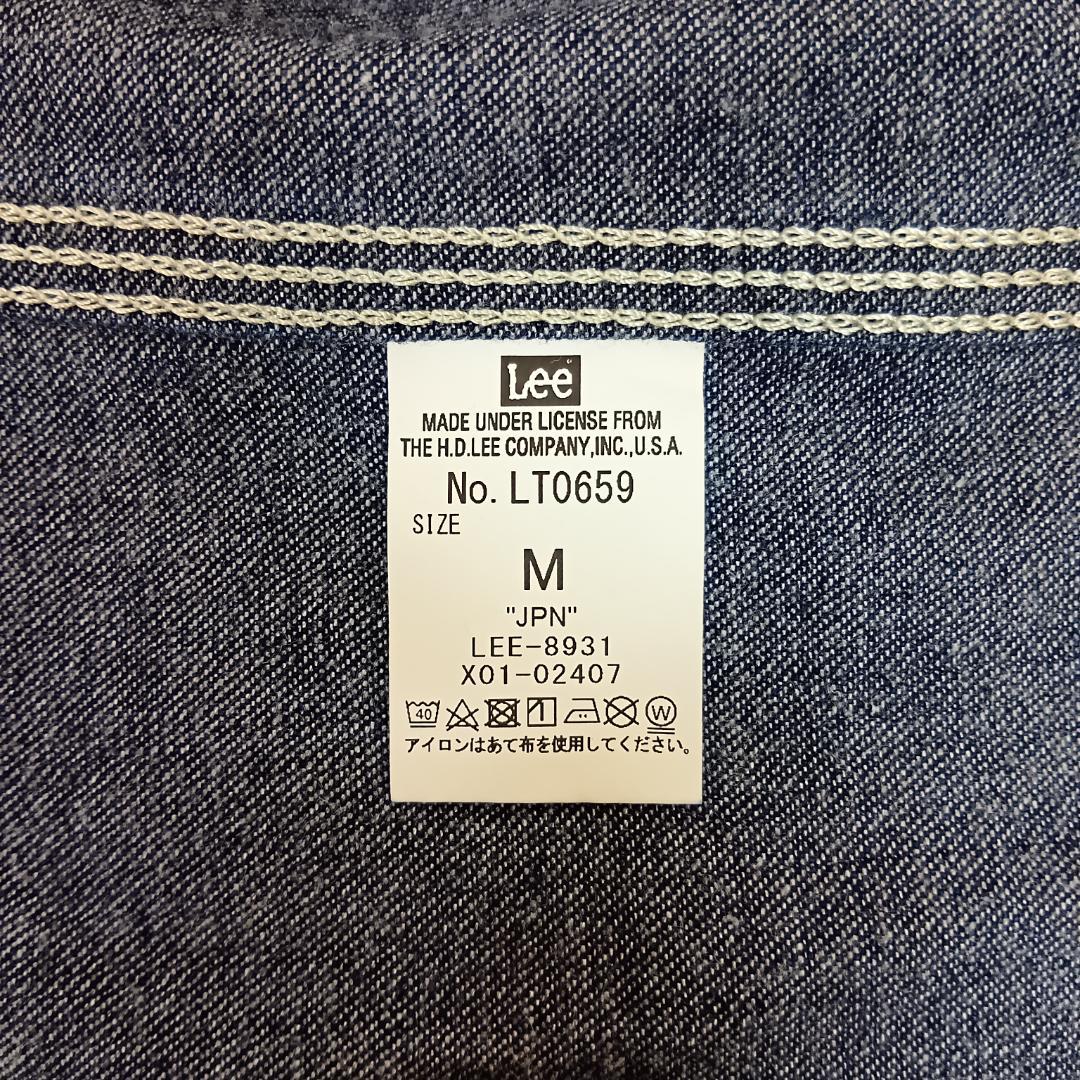 Lee
MADE UNDER LICENSE FROM
THE H.D.LEE COMPANY,INC.,U.S.A.
No. LT0659
SIZE
M
"JPN"
LEE-8931
X01-02407
40 W
アイロンはあて布を使用してください。